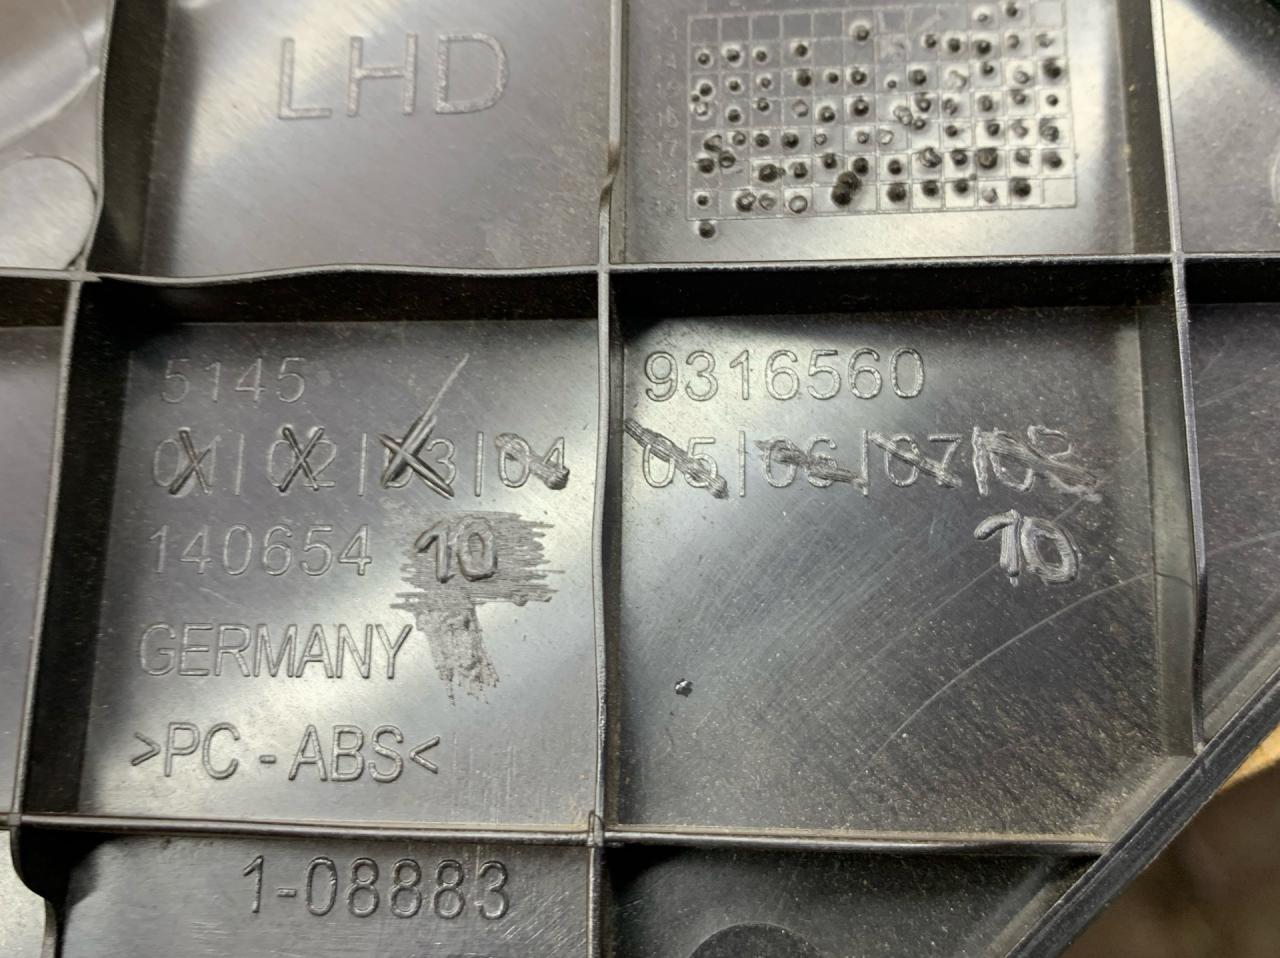 LHD
5145
9316560
01 | 02 | 03 | 04
05 | 06 | 07 | 08
140654 10
10
GERMANY
>PC-ABS<
1-08883